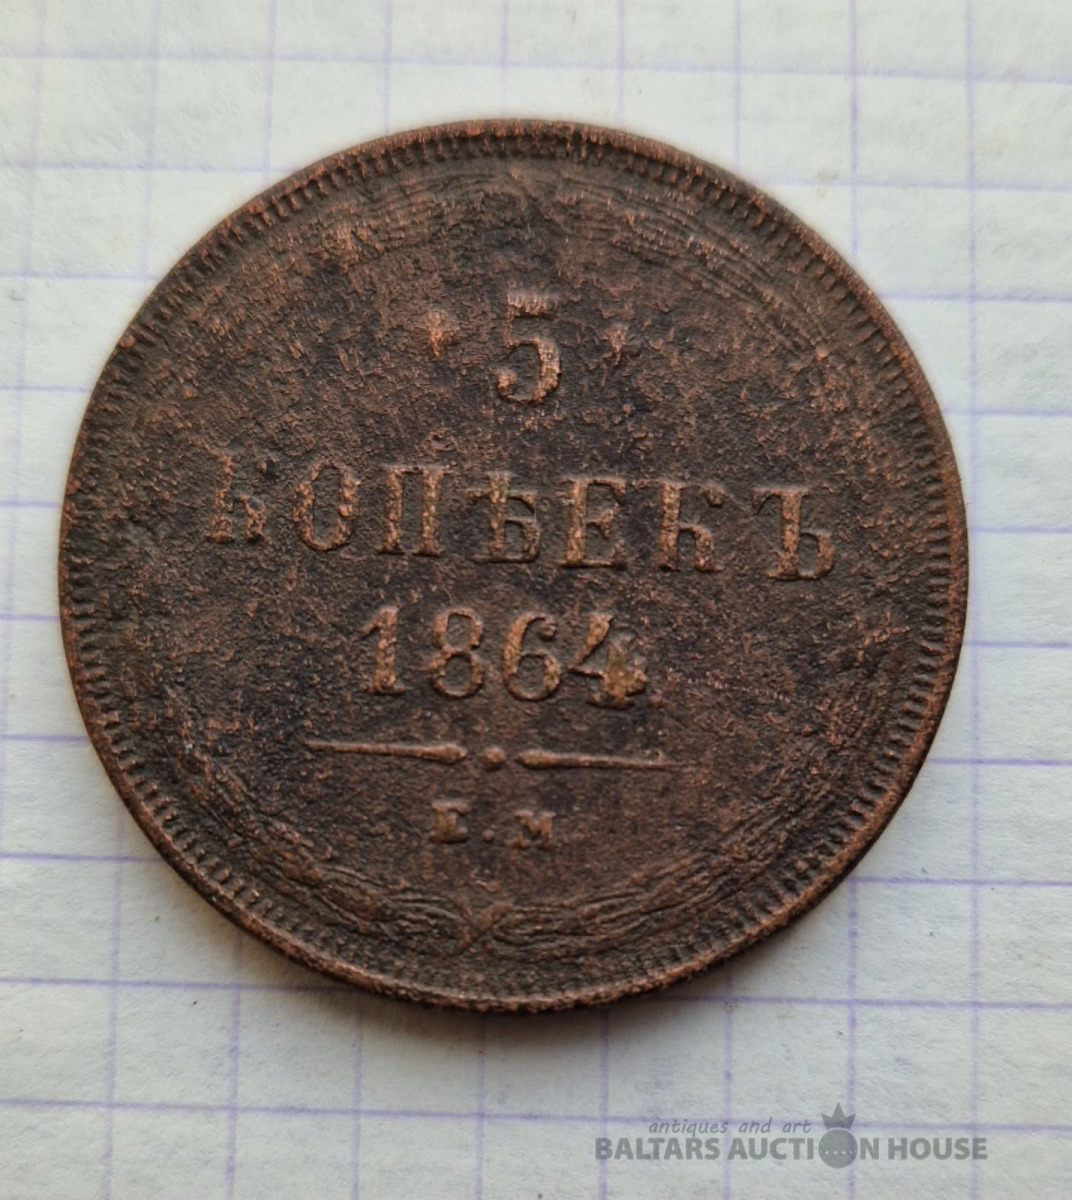 · 5 ·
КОПѢЕКЪ
1864.
Е.М.
antiques and art
BALTARS AUCTION HOUSE